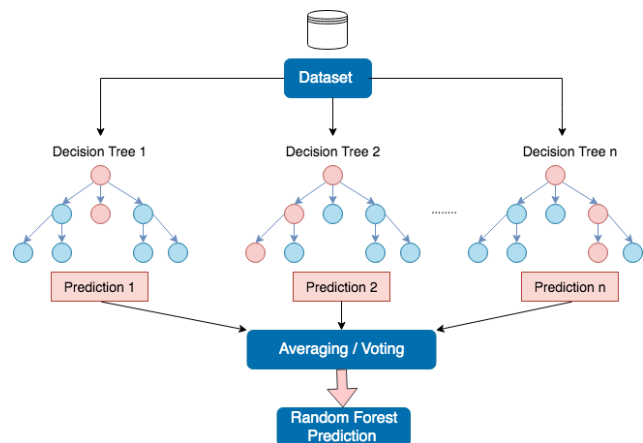 Dataset
Decision Tree 1
Decision Tree 2
Decision Tree n
........
Prediction 1
Prediction 2
Prediction n
Averaging / Voting
Random Forest
Prediction